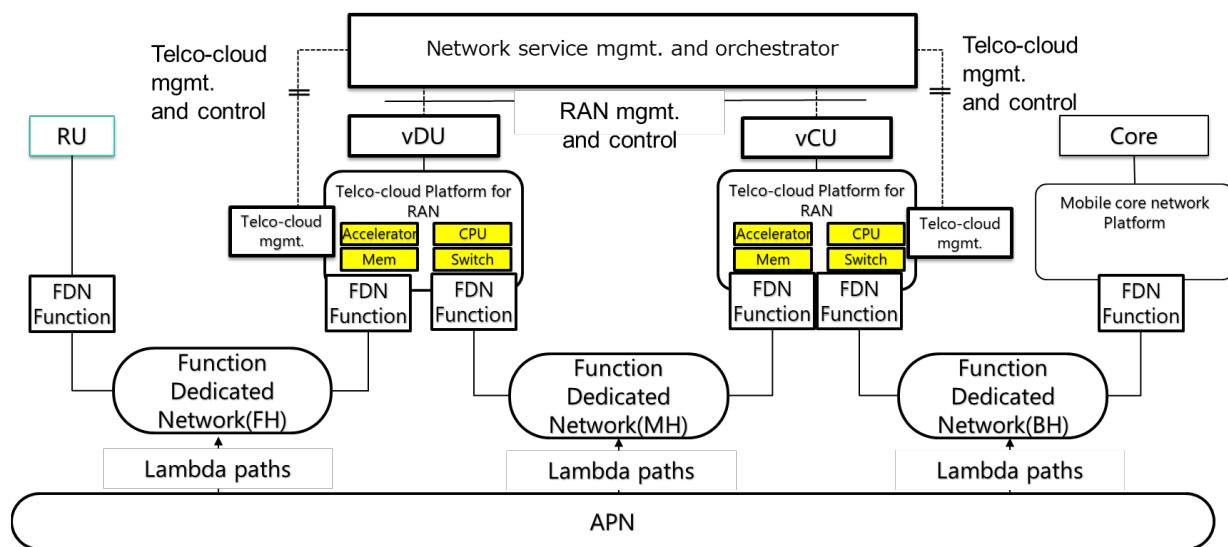 Network service mgmt. and orchestrator
Telco-cloud
mgmt.
and control
Telco-cloud
mgmt.
and control
RAN mgmt.
and control
RU
vDU
vCU
Core
Telco-cloud Platform for
RAN
Accelerator
CPU
Mem
Switch
Telco-cloud
mgmt.
Telco-cloud Platform for
RAN
Accelerator
CPU
Mem
Switch
Telco-cloud
mgmt.
Mobile core network
Platform
FDN
Function
FDN
Function
FDN
Function
FDN
Function
FDN
Function
FDN
Function
Function
Dedicated
Network(FH)
Function
Dedicated
Network(MH)
Function
Dedicated
Network(BH)
Lambda paths
Lambda paths
Lambda paths
APN